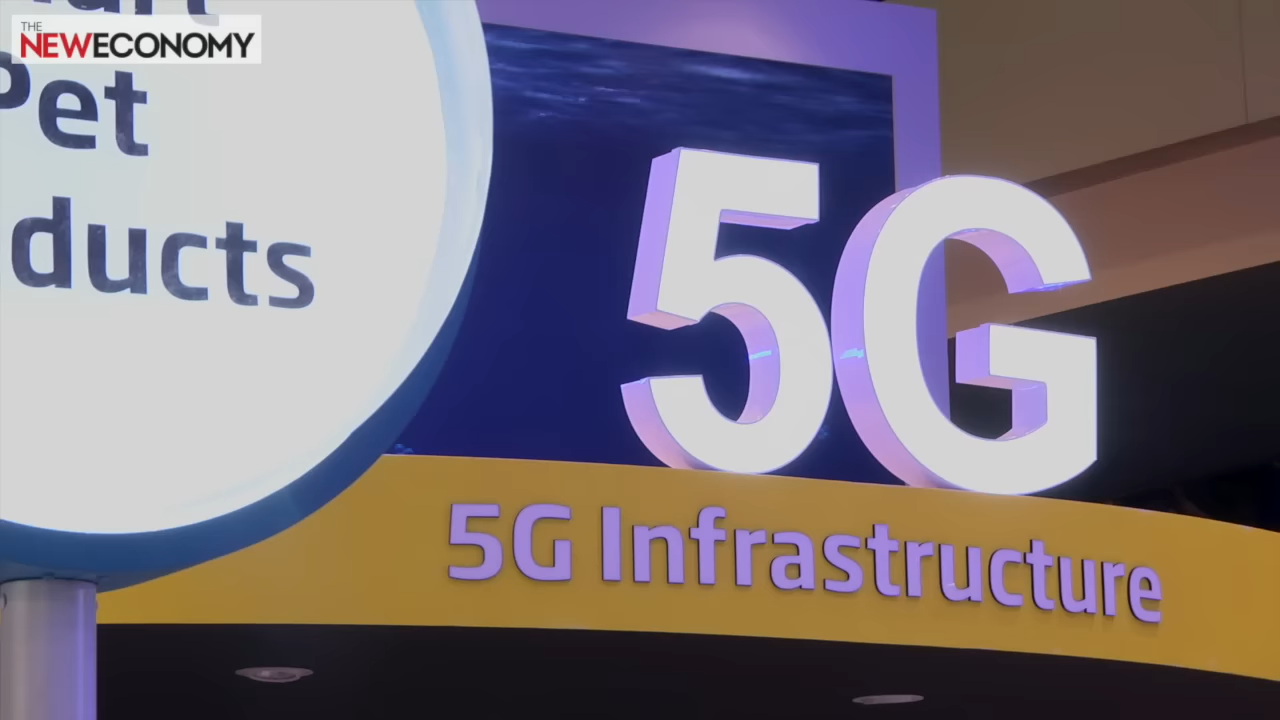 THE
NEWECONOMY
Pet
ducts
5G
5G Infrastructure